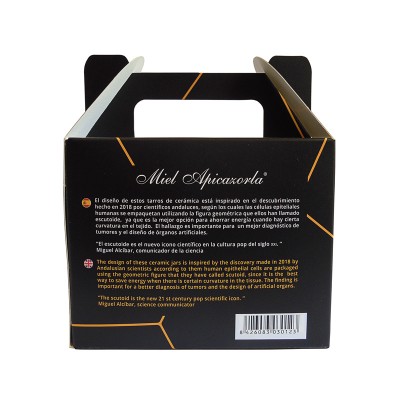 Miel Apicazorla®
El diseño de estos tarros de cerámica está inspirado en el descubrimiento
hecho en 2018 por científicos andaluces, según los cuales las células epiteliales
humanas se empaquetan utilizando la figura geométrica que ellos han llamado
escutoide, ya que es la mejor opción para ahorrar energía cuando hay cierta
curvatura en el tejido. El hallazgo es importante para un mejor diagnóstico de
tumores y el diseño de órganos artificiales.
"El escutoide es el nuevo icono científico en la cultura pop del siglo XXI. "
Miguel Alcíbar, comunicador de la ciencia
The design of these ceramic jars is inspired by the discovery made in 2018 by
Andalusian scientists according to them human epitelial cells are packaged
using the geometric figure that they have called scutoid, since it is the best
way to save energy when there is certain curvature in the tissue. The finding is
important for a better diagnosis of tumors and the design of artificial organs.
"The scutoid is the new 21 st century pop scientific icon. "
Miguel Alcíbar, science communicator
8 426083 030123